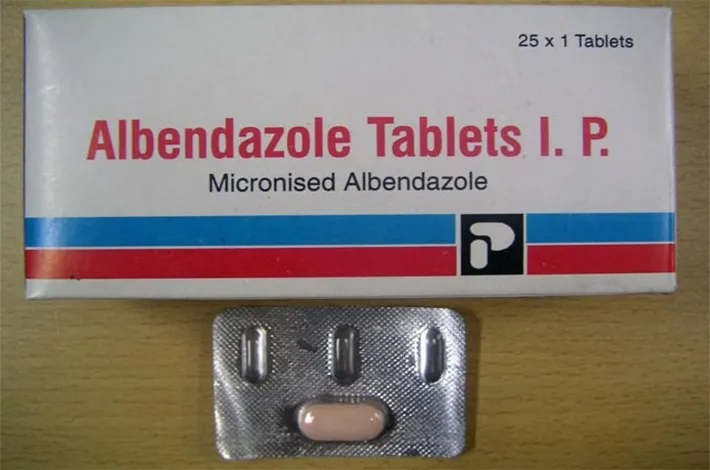 25 x 1 Tablets
Albendazole Tablets I. P.
Micronised Albendazole